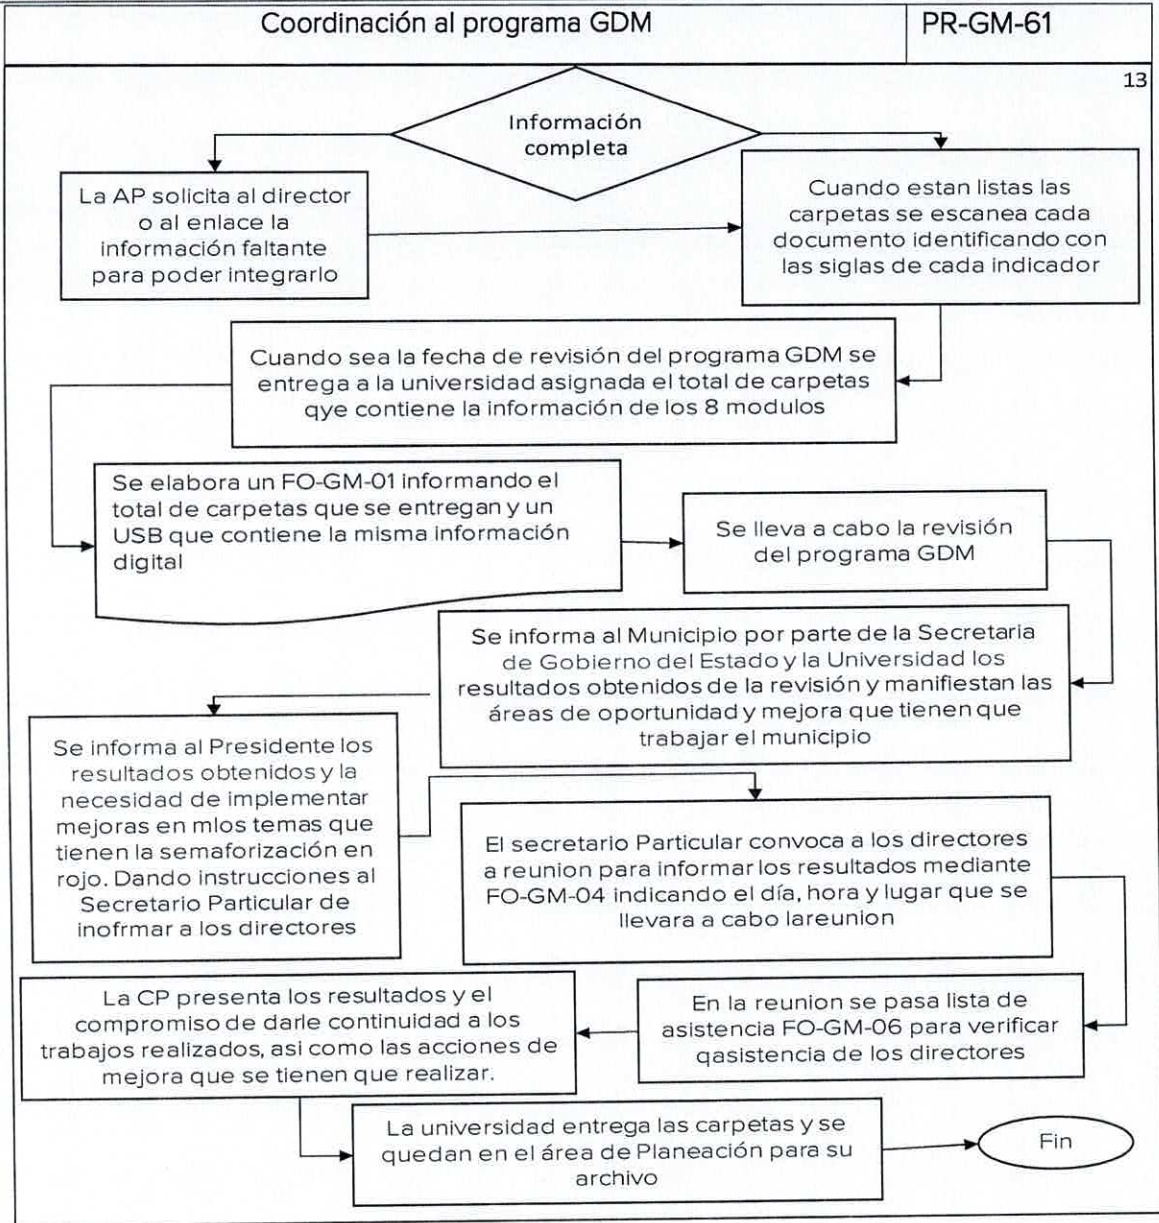 Coordinación al programa GDM
PR-GM-61
13
Información
completa
La AP solicita al director
o al enlace la
información faltante
para poder integrarlo
Cuando estan listas las
carpetas se escanea cada
documento identificando con
las siglas de cada indicador
Cuando sea la fecha de revisión del programa GDM se
entrega a la universidad asignada el total de carpetas
qye contiene la información de los 8 modulos
Se elabora un FO-GM-01 informando el
total de carpetas que se entregan y un
USB que contiene la misma información
digital
Se lleva a cabo la revisión
del programa GDM
Se informa al Municipio por parte de la Secretaria
de Gobierno del Estado y la Universidad los
resultados obtenidos de la revisión y manifiestan las
áreas de oportunidad y mejora que tienen que
trabajar el municipio
Se informa al Presidente los
resultados obtenidos y la
necesidad de implementar
mejoras en mlos temas que
tienen la semaforización en
rojo. Dando instrucciones al
Secretario Particular de
inofrmar a los directores
El secretario Particular convoca a los directores
a reunion para informar los resultados mediante
FO-GM-04 indicando el día, hora y lugar que se
llevara a cabo lareunion
En la reunion se pasa lista de
asistencia FO-GM-06 para verificar
qasistencia de los directores
La CP presenta los resultados y el
compromiso de darle continuidad a los
trabajos realizados, asi como las acciones de
mejora que se tienen que realizar.
La universidad entrega las carpetas y se
quedan en el área de Planeación para su
archivo
Fin